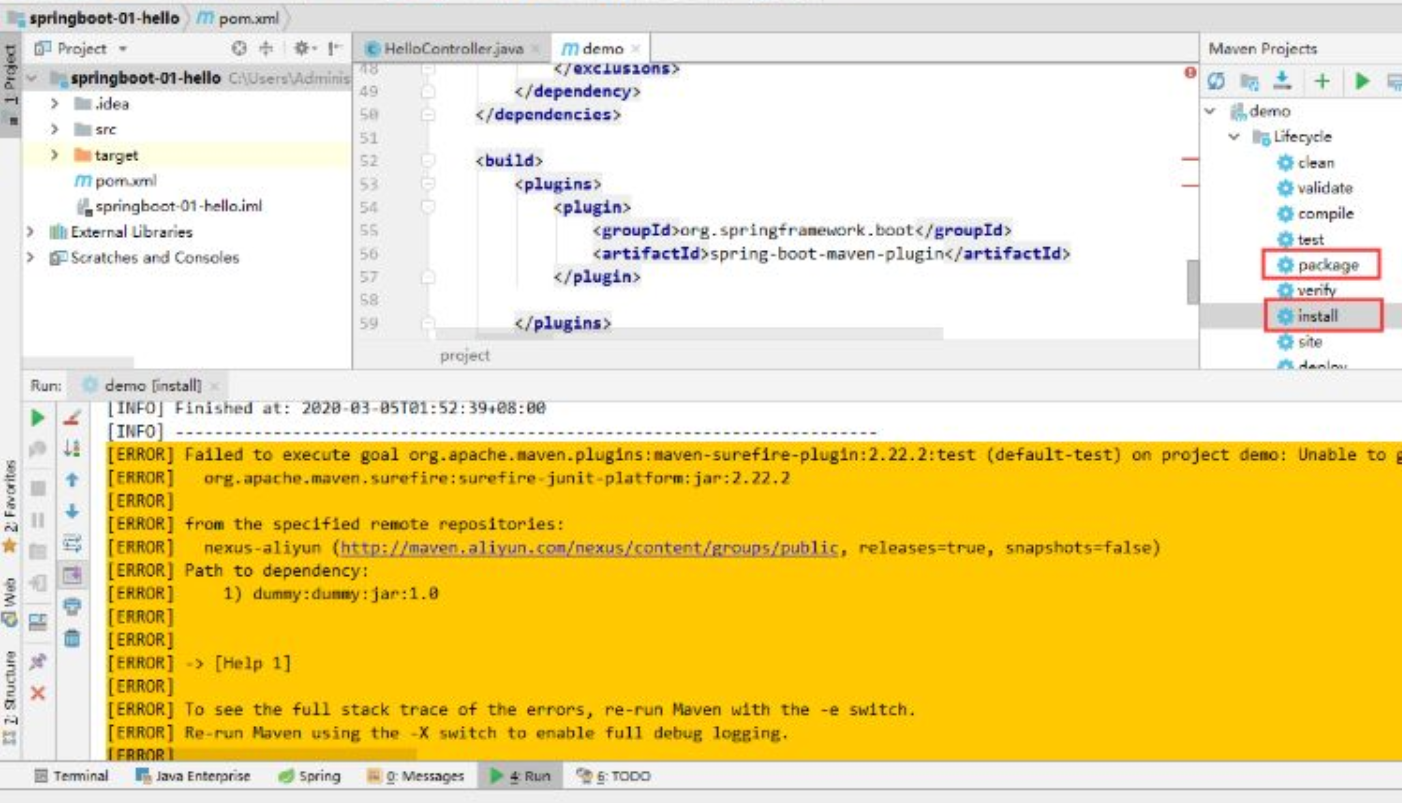 springboot-01-hello pom.xml
1: Project
Project
springboot-01-hello C:\Users\Adminis
.idea
src
target
pom.xml
springboot-01-hello.iml
External Libraries
Scratches and Consoles
HelloController.java demo
48 </exclusions>
49 </dependency>
50 </dependencies>
51
52 <build>
53 <plugins>
54 <plugin>
55 <groupId>org.springframework.boot</groupId>
56 <artifactId>spring-boot-maven-plugin</artifactId>
57 </plugin>
58
59 </plugins>
project
Maven Projects
demo
Lifecycle
clean
validate
compile
test
package
verify
install
site
deploy
Run: demo [install]
[INFO] Finished at: 2020-03-05T01:52:39+08:00
[INFO] ------------------------------------------------------------------------
[ERROR] Failed to execute goal org.apache.maven.plugins:maven-surefire-plugin:2.22.2:test (default-test) on project demo: Unable to g
[ERROR] org.apache.maven.surefire:surefire-junit-platform:jar:2.22.2
[ERROR]
[ERROR] from the specified remote repositories:
[ERROR] nexus-aliyun (http://maven.aliyun.com/nexus/content/groups/public, releases=true, snapshots=false)
[ERROR] Path to dependency:
[ERROR] 1) dummy:dummy:jar:1.0
[ERROR]
[ERROR]
[ERROR] -> [Help 1]
[ERROR]
[ERROR] To see the full stack trace of the errors, re-run Maven with the -e switch.
[ERROR] Re-run Maven using the -X switch to enable full debug logging.
[ERROR]
2: Favorites
Web
Z: Structure
Terminal Java Enterprise Spring 0: Messages 4: Run 6: TODO